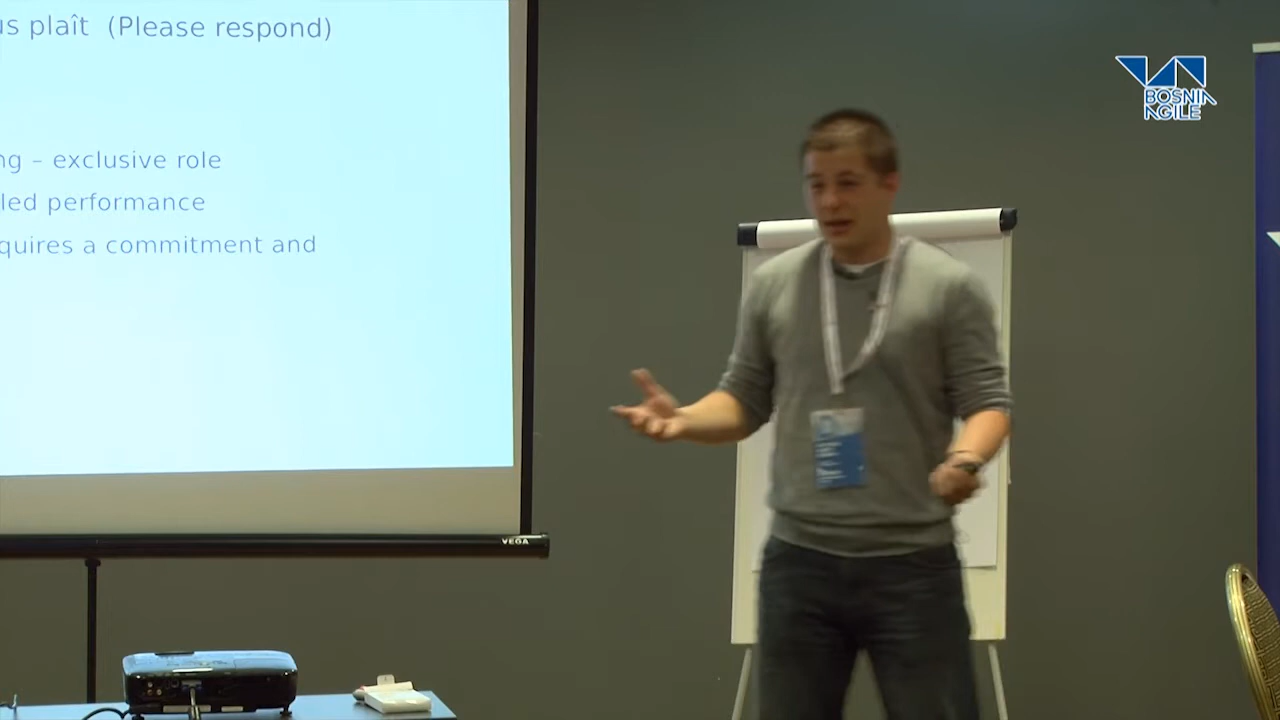 us plaît (Please respond)
ng – exclusive role
led performance
quires a commitment and
BOSNIA
AGILE
VEGA